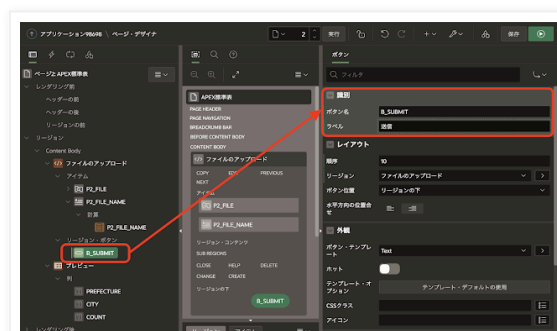 アプリケーション98698 \ ページ・デザイナ
2
実行
保存
ページ2: APEX標準表
レンダリング前
ヘッダーの前
ヘッダーの後
リージョンの前
リージョン
Content Body
ファイルのアップロード
アイテム
P2_FILE
P2_FILE_NAME
計算
P2_FILE_NAME
リージョン・ボタン
B_SUBMIT
プレビュー
列
PREFECTURE
CITY
COUNT
レンダリング後
APEX標準表
PAGE HEADER
PAGE NAVIGATION
BREADCRUMB BAR
BEFORE CONTENT BODY
CONTENT BODY
ファイルのアップロード
COPY
EDIT
PREVIOUS
NEXT
アイテム
P2_FILE
P2_FILE_NAME
リージョン・コンテンツ
SUB REGIONS
CLOSE
HELP
DELETE
CHANGE
CREATE
リージョンの下
B_SUBMIT
ボタン
フィルタ
識別
ボタン名
B_SUBMIT
ラベル
送信
レイアウト
順序
10
リージョン
ファイルのアップロード
ボタン位置
リージョンの下
水平方向の位置合せ
外観
ボタン・テンプレート
Text
ホット
テンプレート・オプション
テンプレート・デフォルトの使用
CSSクラス
アイコン